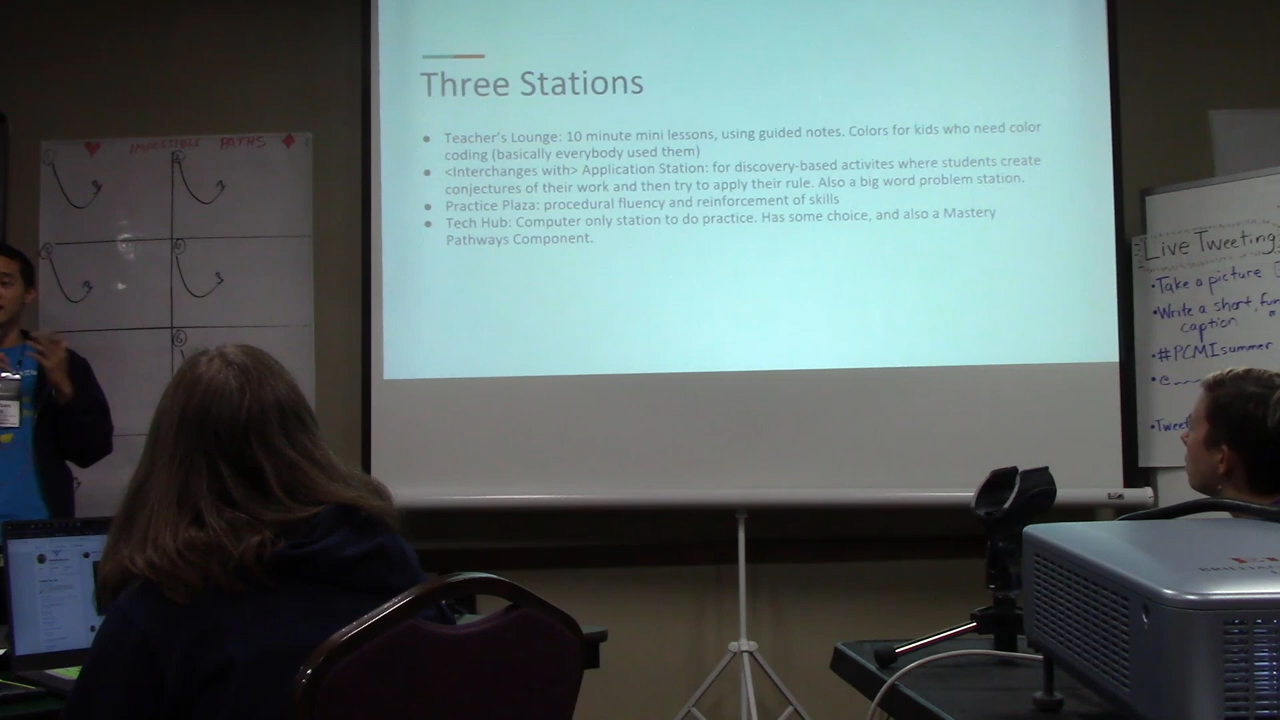 Three Stations
● Teacher's Lounge: 10 minute mini lessons, using guided notes. Colors for kids who need color
coding (basically everybody used them)
● <Interchanges with> Application Station: for discovery-based activites where students create
conjectures of their work and then try to apply their rule. Also a big word problem station.
● Practice Plaza: procedural fluency and reinforcement of skills
● Tech Hub: Computer only station to do practice. Has some choice, and also a Mastery
Pathways Component.
♥ IMPOSSIBLE PATHS ♦
6
Live Tweeting
•Take a picture
•Write a short, fun
caption
•#PCMIsummer
•@
•Tweet